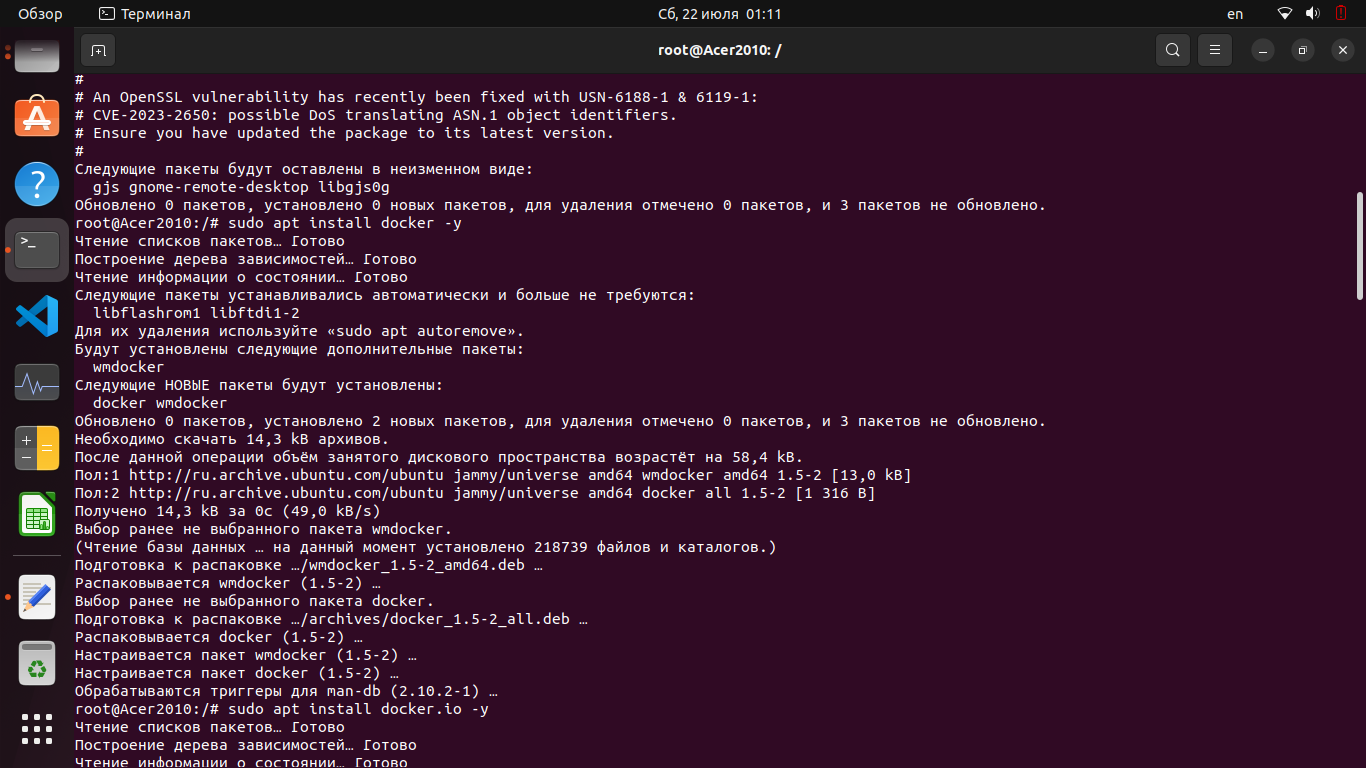 Обзор
Терминал
Сб, 22 июля 01:11
en
root@Acer2010: /
#
# An OpenSSL vulnerability has recently been fixed with USN-6188-1 & 6119-1:
# CVE-2023-2650: possible DoS translating ASN.1 object identifiers.
# Ensure you have updated the package to its latest version.
#
Следующие пакеты будут оставлены в неизменном виде:
  gjs gnome-remote-desktop libgjs0g
Обновлено 0 пакетов, установлено 0 новых пакетов, для удаления отмечено 0 пакетов, и 3 пакетов не обновлено.
root@Acer2010:/# sudo apt install docker -y
Чтение списков пакетов… Готово
Построение дерева зависимостей… Готово
Чтение информации о состоянии… Готово
Следующие пакеты устанавливались автоматически и больше не требуются:
  libflashrom1 libftdi1-2
Для их удаления используйте «sudo apt autoremove».
Будут установлены следующие дополнительные пакеты:
  wmdocker
Следующие НОВЫЕ пакеты будут установлены:
  docker wmdocker
Обновлено 0 пакетов, установлено 2 новых пакетов, для удаления отмечено 0 пакетов, и 3 пакетов не обновлено.
Необходимо скачать 14,3 kB архивов.
После данной операции объём занятого дискового пространства возрастёт на 58,4 kB.
Пол:1 http://ru.archive.ubuntu.com/ubuntu jammy/universe amd64 wmdocker amd64 1.5-2 [13,0 kB]
Пол:2 http://ru.archive.ubuntu.com/ubuntu jammy/universe amd64 docker all 1.5-2 [1 316 B]
Получено 14,3 kB за 0с (49,0 kB/s)
Выбор ранее не выбранного пакета wmdocker.
(Чтение базы данных … на данный момент установлено 218739 файлов и каталогов.)
Подготовка к распаковке …/wmdocker_1.5-2_amd64.deb …
Распаковывается wmdocker (1.5-2) …
Выбор ранее не выбранного пакета docker.
Подготовка к распаковке …/archives/docker_1.5-2_all.deb …
Распаковывается docker (1.5-2) …
Настраивается пакет wmdocker (1.5-2) …
Настраивается пакет docker (1.5-2) …
Обрабатываются триггеры для man-db (2.10.2-1) …
root@Acer2010:/# sudo apt install docker.io -y
Чтение списков пакетов… Готово
Построение дерева зависимостей… Готово
Чтение информации о состоянии… Готово